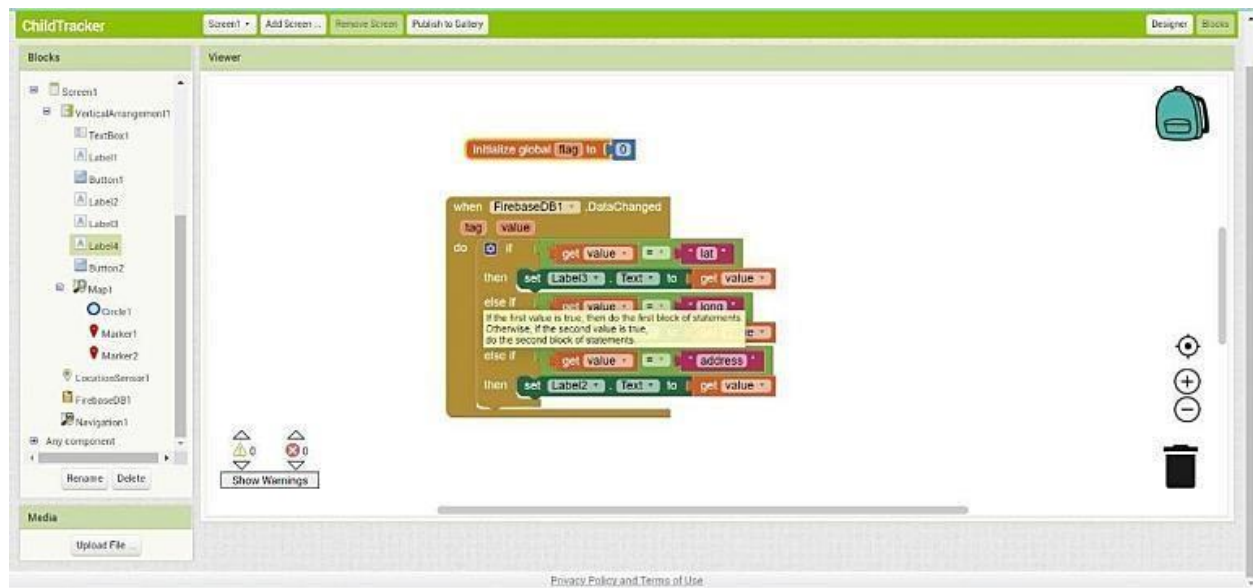 ChildTracker
Screen1
Add Screen ...
Remove Screen
Publish to Gallery
Designer
Blocks
Blocks
Viewer
Screen1
VerticalArrangement1
TextBox1
Label1
Button1
Label2
Label3
Label4
Button2
Map1
Circle1
Marker1
Marker2
LocationSensor1
FirebaseDB1
Navigation1
Any component
Rename
Delete
Media
Upload File ...
initialize global flag to 0
when FirebaseDB1 .DataChanged
tag value
do if get value = " lat "
then set Label3 . Text to get value
else if get value = " long "
If the first value is true, then do the first block of statements.
Otherwise, if the second value is true,
do the second block of statements.
else if get value = " address "
then set Label2 . Text to get value
0 0
Show Warnings
Privacy Policy and Terms of Use